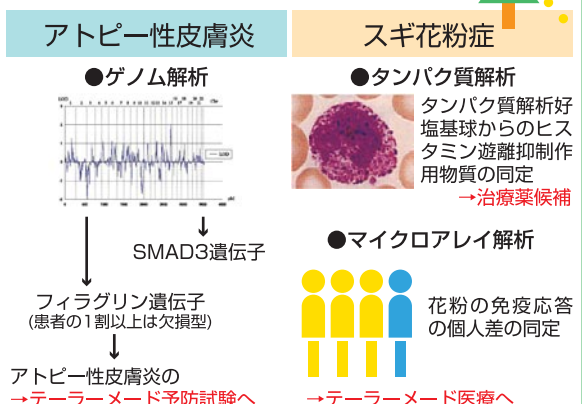 アトピー性皮膚炎
●ゲノム解析
SMAD3遺伝子
フィラグリン遺伝子
(患者の1割以上は欠損型)
アトピー性皮膚炎の
→テーラーメード予防試験へ
スギ花粉症
●タンパク質解析
タンパク質解析好
塩基球からのヒス
タミン遊離抑制作
用物質の同定
→治療薬候補
●マイクロアレイ解析
花粉の免疫応答
の個人差の同定
→テーラーメード医療へ